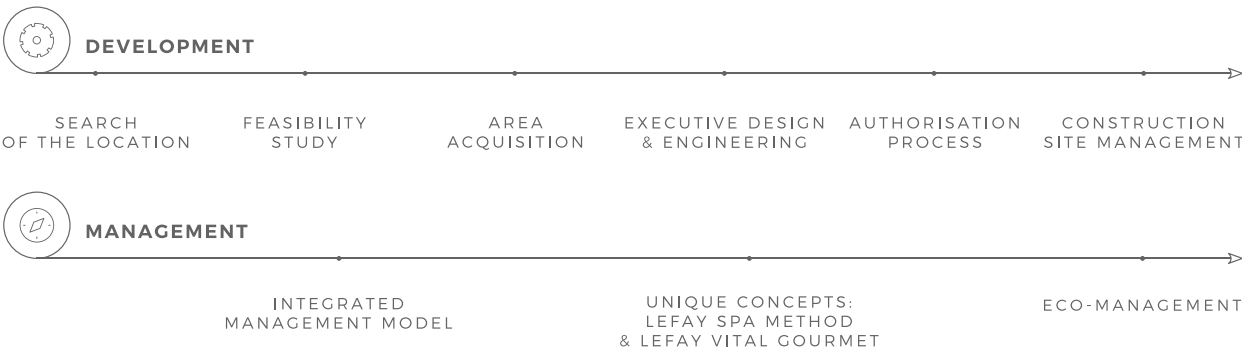 DEVELOPMENT
SEARCH
OF THE LOCATION
FEASIBILITY
STUDY
AREA
ACQUISITION
EXECUTIVE DESIGN
& ENGINEERING
AUTHORISATION
PROCESS
CONSTRUCTION
SITE MANAGEMENT
MANAGEMENT
INTEGRATED
MANAGEMENT MODEL
UNIQUE CONCEPTS:
LEFAY SPA METHOD
& LEFAY VITAL GOURMET
ECO-MANAGEMENT